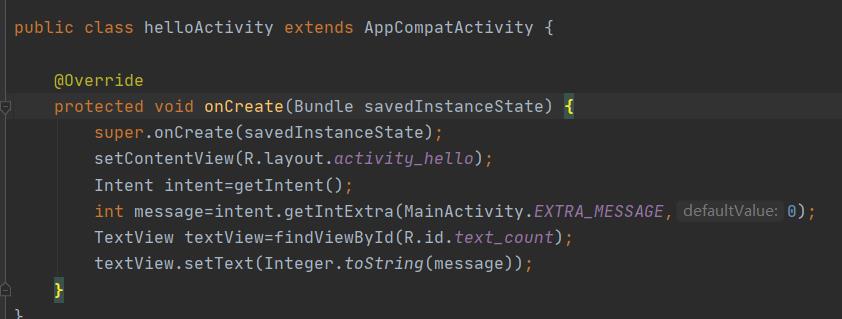 public class helloActivity extends AppCompatActivity {
@Override
protected void onCreate(Bundle savedInstanceState) {
super.onCreate(savedInstanceState);
setContentView(R.layout.activity_hello);
Intent intent=getIntent();
int message=intent.getIntExtra(MainActivity.EXTRA_MESSAGE, defaultValue: 0);
TextView textView=findViewById(R.id.text_count);
textView.setText(Integer.toString(message));
}
}